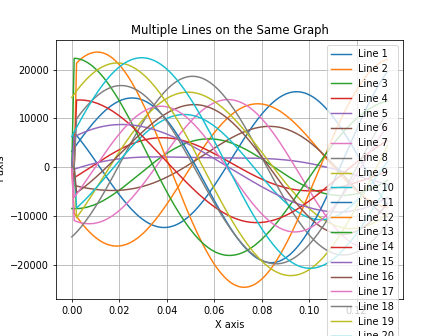 Multiple Lines on the Same Graph
20000
10000
0
−10000
−20000
0.00
0.02
0.04
0.06
0.08
0.10
X axis
Line 1
Line 2
Line 3
Line 4
Line 5
Line 6
Line 7
Line 8
Line 9
Line 10
Line 11
Line 12
Line 13
Line 14
Line 15
Line 16
Line 17
Line 18
Line 19
Line 20